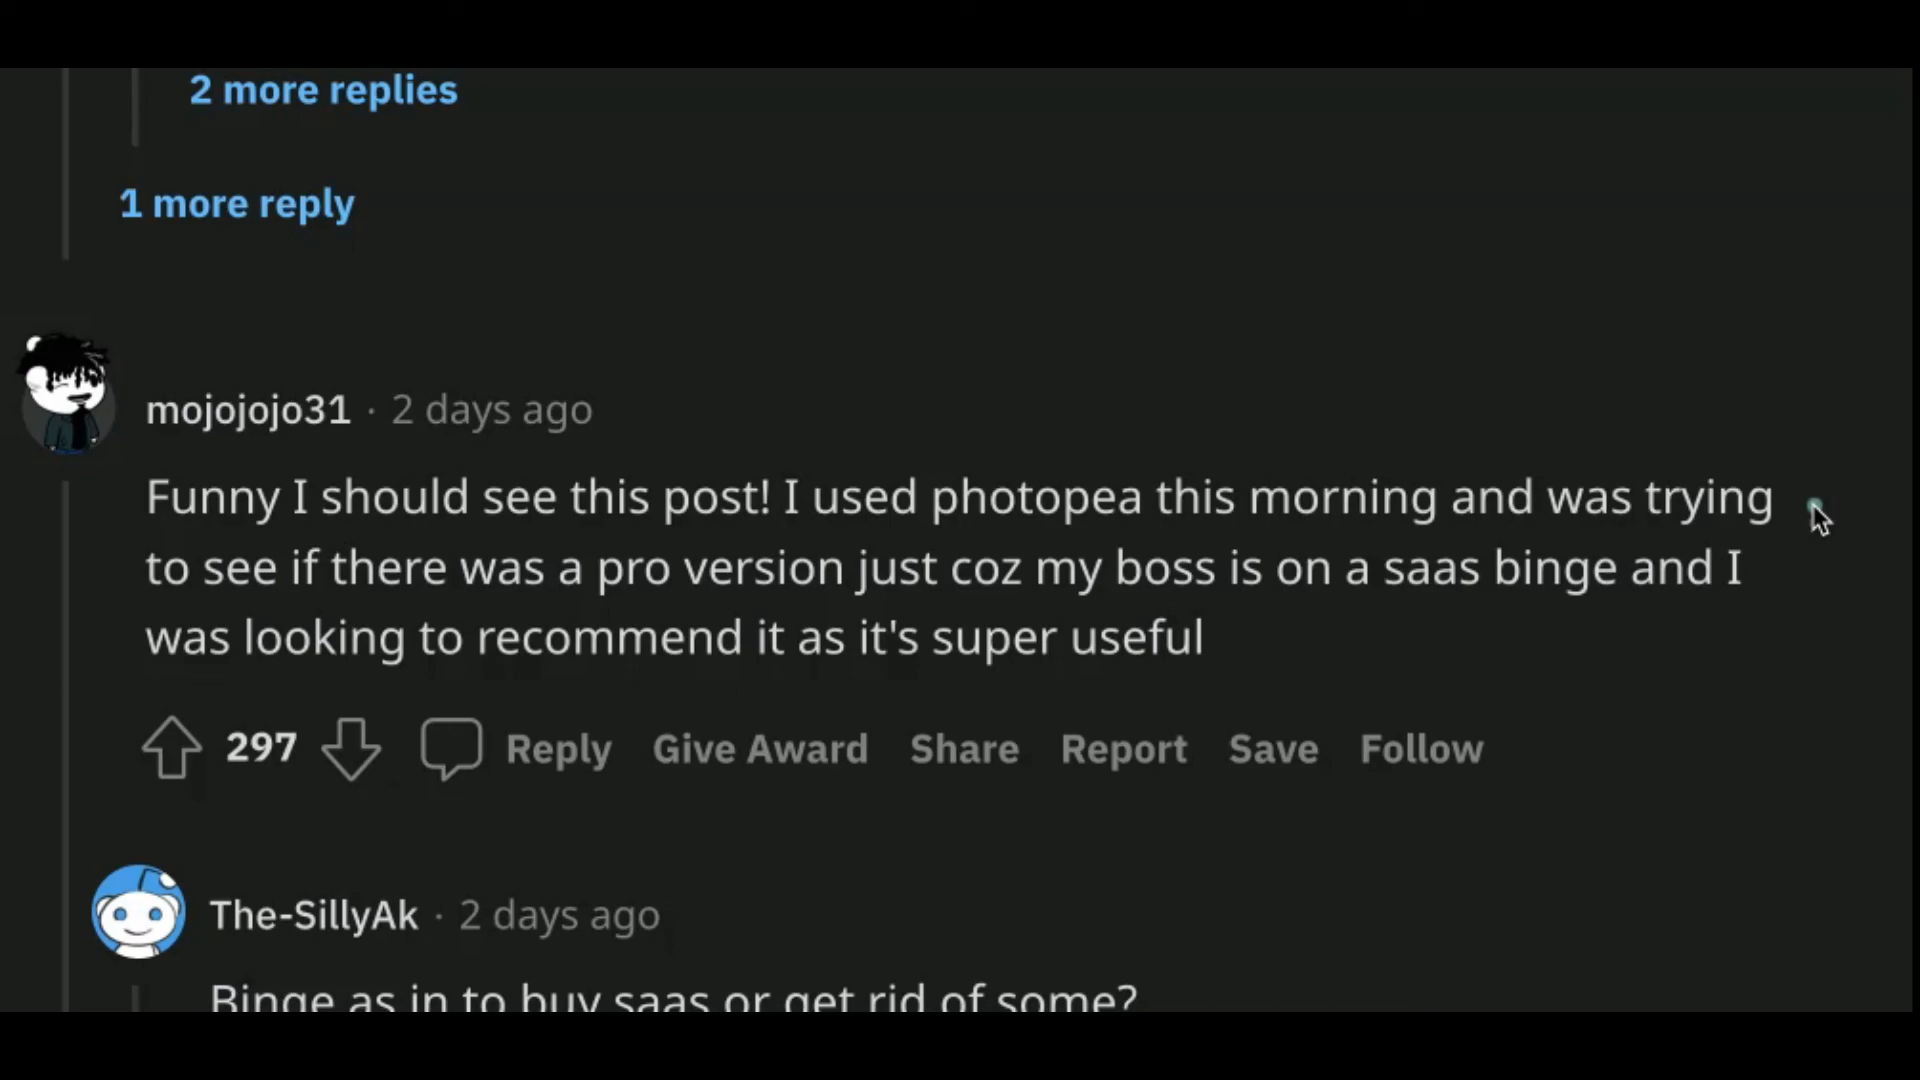 2 more replies
1 more reply
mojojojo31 · 2 days ago
Funny I should see this post! I used photopea this morning and was trying
to see if there was a pro version just coz my boss is on a saas binge and I
was looking to recommend it as it's super useful
297 Reply Give Award Share Report Save Follow
The-SillyAk · 2 days ago
Binge as in to buy saas or get rid of some?